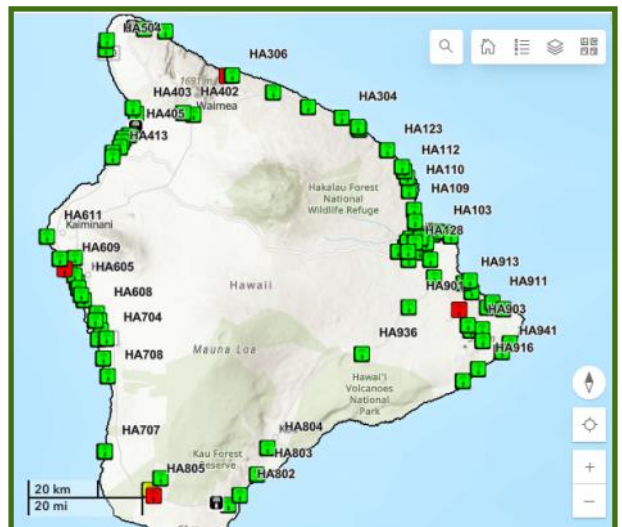 HA504
HA306
1691 m
HA403 HA402
Waimea
HA405
HA304
HA413
HA123
HA112
HA110
HA109
Hakalau Forest
National
Wildlife Refuge
HA611
Kaiminani
HA103
HA128
HA609
HA605
HA913
HA901
HA911
Hawaii
HA608
HA903
HA704
HA936
HA941
Mauna Loa
HA916
HA708
Hawai'i
Volcanoes
National
Park
HA804
HA707
Kau Forest
Reserve
HA803
HA805
HA802
20 km
20 mi